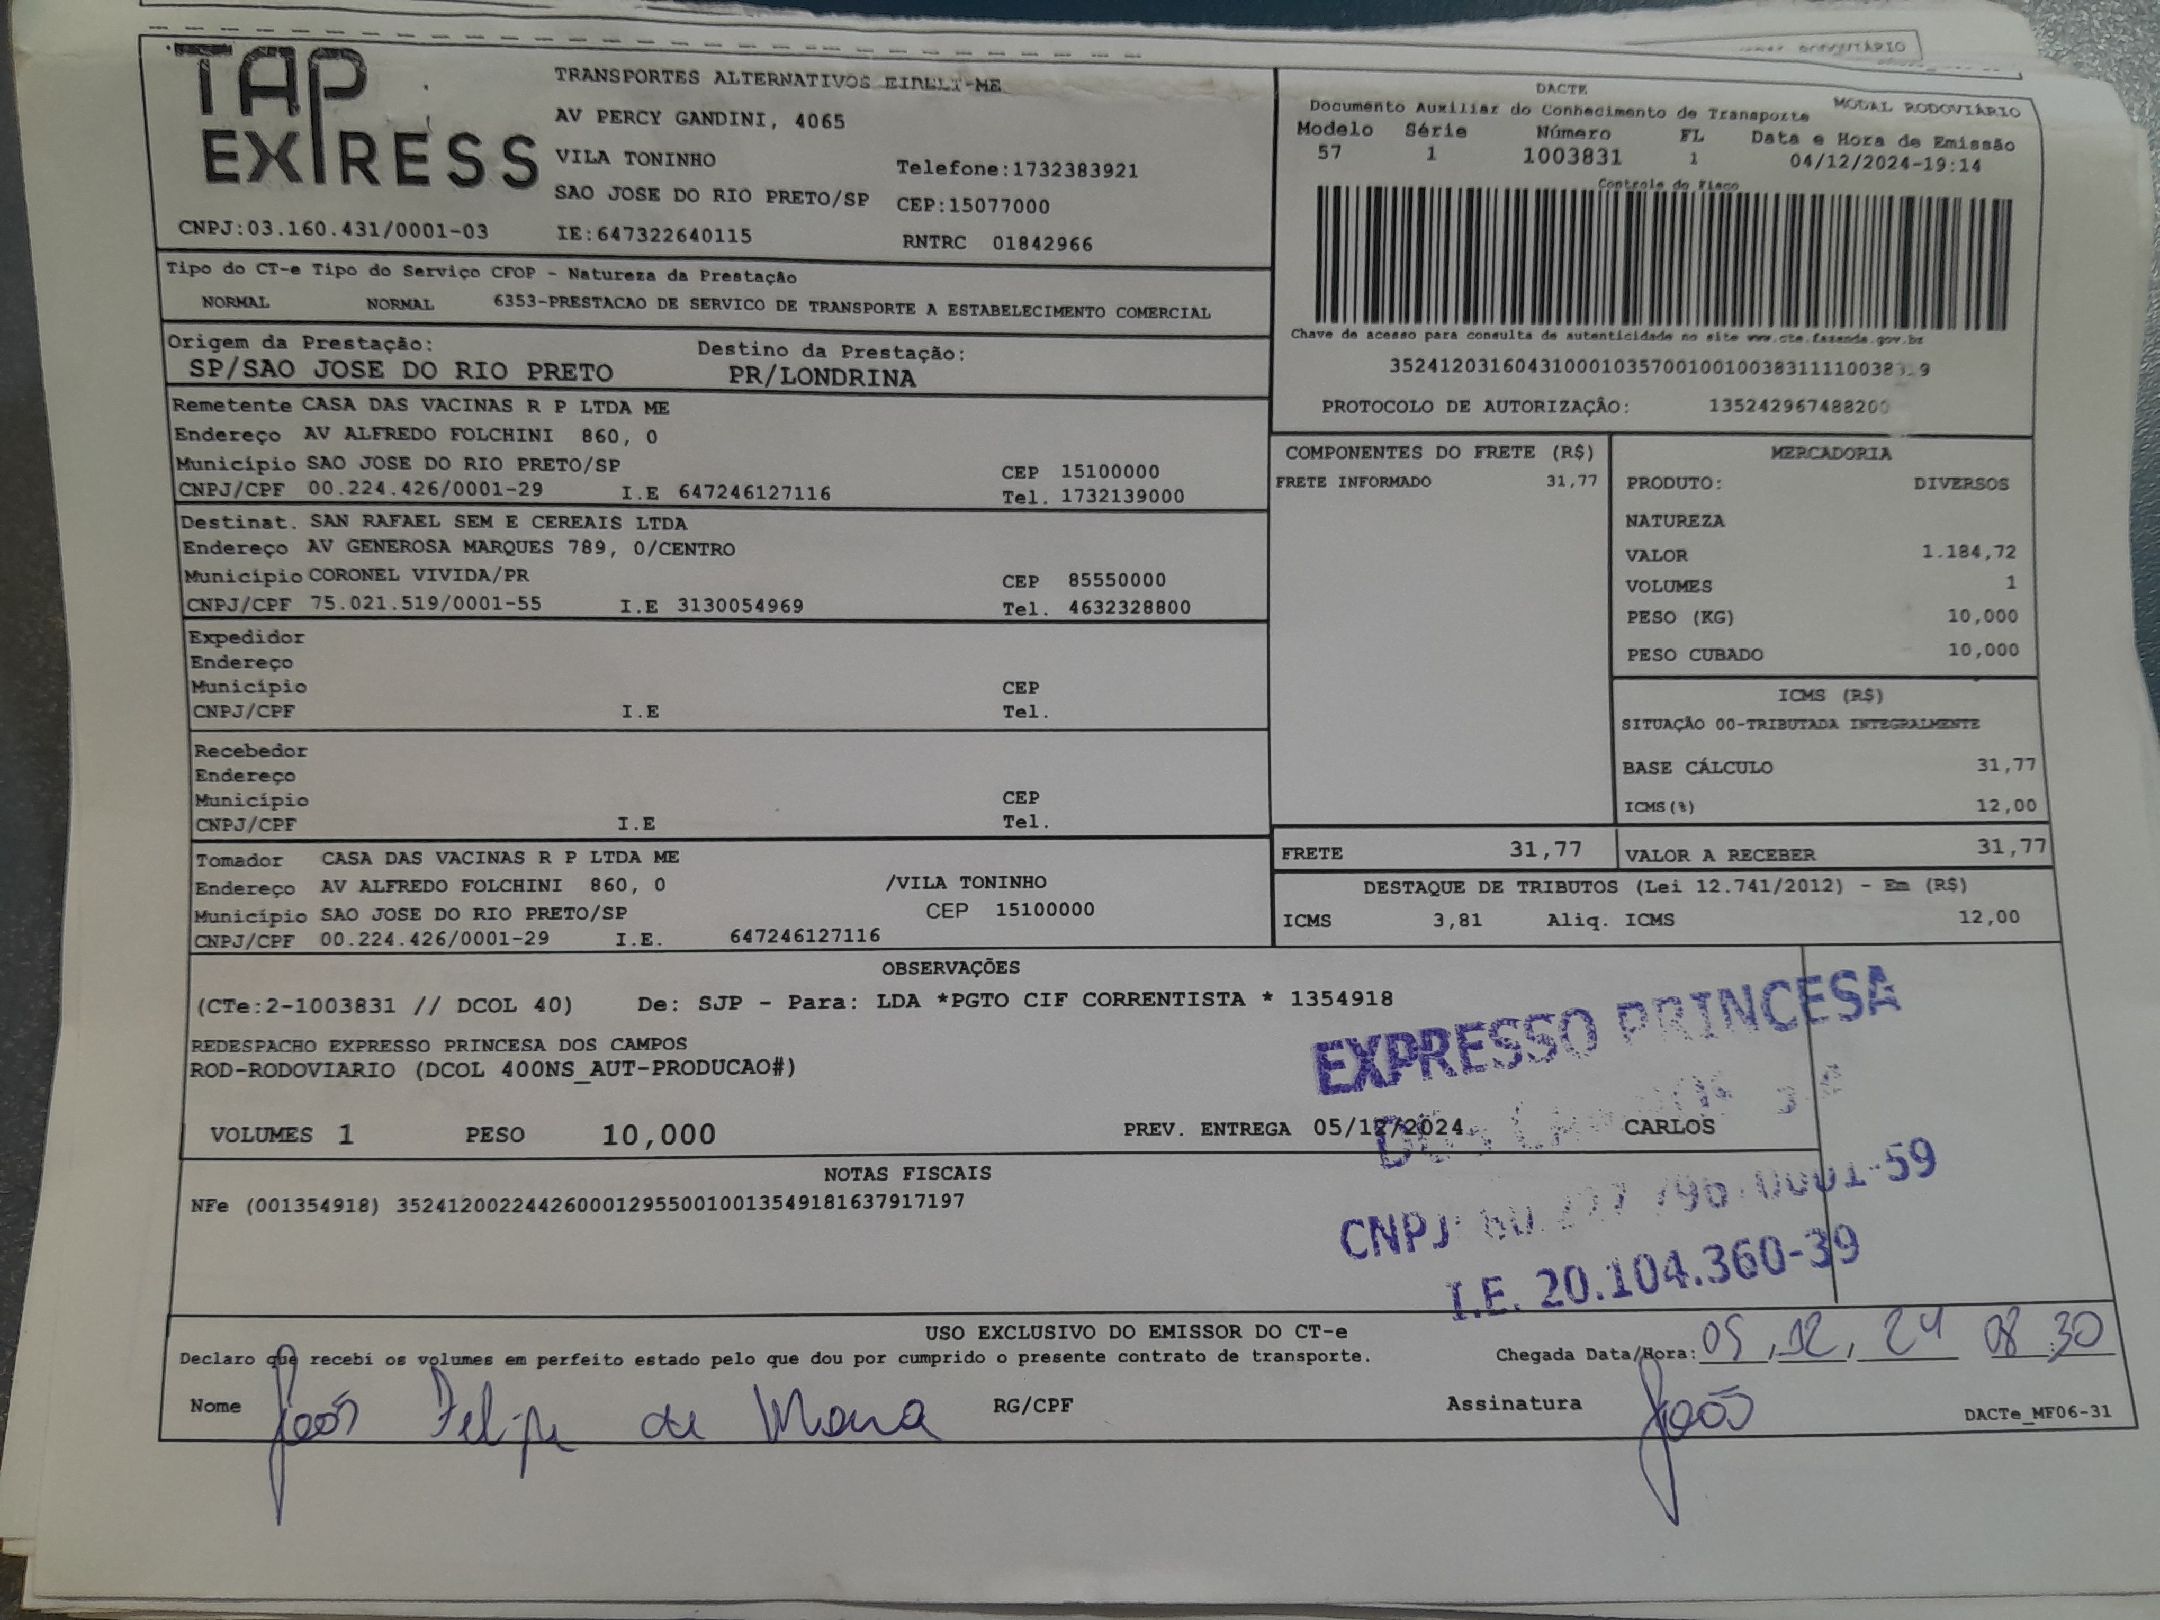 TAP
EXPRESS
TRANSPORTES ALTERNATIVOS EIRELI-ME
AV PERCY GANDINI, 4065
VILA TONINHO
Telefone:1732383921
SAO JOSE DO RIO PRETO/SP CEP:15077000
CNPJ:03.160.431/0001-03 IE:647322640115 RNTRC 01842966
DACTE
Documento Auxiliar do Conhecimento de Transporte MODAL RODOVIÁRIO
Modelo Série Número FL Data e Hora de Emissão
57 1 1003831 1 04/12/2024-19:14
Controle do Fisco
Chave de acesso para consulta de autenticidade no site www.cte.fazenda.gov.br
PROTOCOLO DE AUTORIZAÇÃO:
Tipo do CT-e Tipo do Serviço CFOP - Natureza da Prestação
NORMAL NORMAL 6353-PRESTACAO DE SERVICO DE TRANSPORTE A ESTABELECIMENTO COMERCIAL
Origem da Prestação: Destino da Prestação:
SP/SAO JOSE DO RIO PRETO PR/LONDRINA
Remetente CASA DAS VACINAS R P LTDA ME
Endereço AV ALFREDO FOLCHINI 860, 0
Município SAO JOSE DO RIO PRETO/SP CEP 15100000
CNPJ/CPF 00.224.426/0001-29 I.E 647246127116 Tel. 1732139000
Destinat. SAN RAFAEL SEM E CEREAIS LTDA
Endereço AV GENEROSA MARQUES 789, 0/CENTRO
Município CORONEL VIVIDA/PR CEP 85550000
CNPJ/CPF 75.021.519/0001-55 I.E 3130054969 Tel. 4632328800
Expedidor
Endereço
Município CEP
CNPJ/CPF I.E Tel.
Recebedor
Endereço
Município CEP
CNPJ/CPF I.E Tel.
Tomador CASA DAS VACINAS R P LTDA ME
Endereço AV ALFREDO FOLCHINI 860, 0 /VILA TONINHO
Município SAO JOSE DO RIO PRETO/SP CEP 15100000
CNPJ/CPF 00.224.426/0001-29 I.E. 647246127116
COMPONENTES DO FRETE (R$)
FRETE INFORMADO 31,77
MERCADORIA
PRODUTO: DIVERSOS
NATUREZA
VALOR 1.184,72
VOLUMES 1
PESO (KG) 10,000
PESO CUBADO 10,000
ICMS (R$)
SITUAÇÃO 00-TRIBUTADA INTEGRALMENTE
BASE CÁLCULO 31,77
ICMS(%) 12,00
FRETE 31,77 VALOR A RECEBER 31,77
DESTAQUE DE TRIBUTOS (Lei 12.741/2012) - Em (R$)
ICMS 3,81 Aliq. ICMS 12,00
OBSERVAÇÕES
(CTe:2-1003831 // DCOL 40) De: SJP - Para: LDA *PGTO CIF CORRENTISTA * 1354918
REDESPACHO EXPRESSO PRINCESA DOS CAMPOS
ROD-RODOVIARIO (DCOL 400NS_AUT-PRODUCAO#)
VOLUMES 1 PESO 10,000 PREV. ENTREGA 05/12/2024 CARLOS
EXPRESSO PRINCESA
CNPJ
I.E. 20.104.360-39
NOTAS FISCAIS
NFe (001354918) 35241200224426000129550010013549181637917197
USO EXCLUSIVO DO EMISSOR DO CT-e
Declaro que recebi os volumes em perfeito estado pelo que dou por cumprido o presente contrato de transporte. Chegada Data/Hora: 05, 12, 24 08 30
Nome João Felipe de RG/CPF Assinatura João DACTe_MF06-31